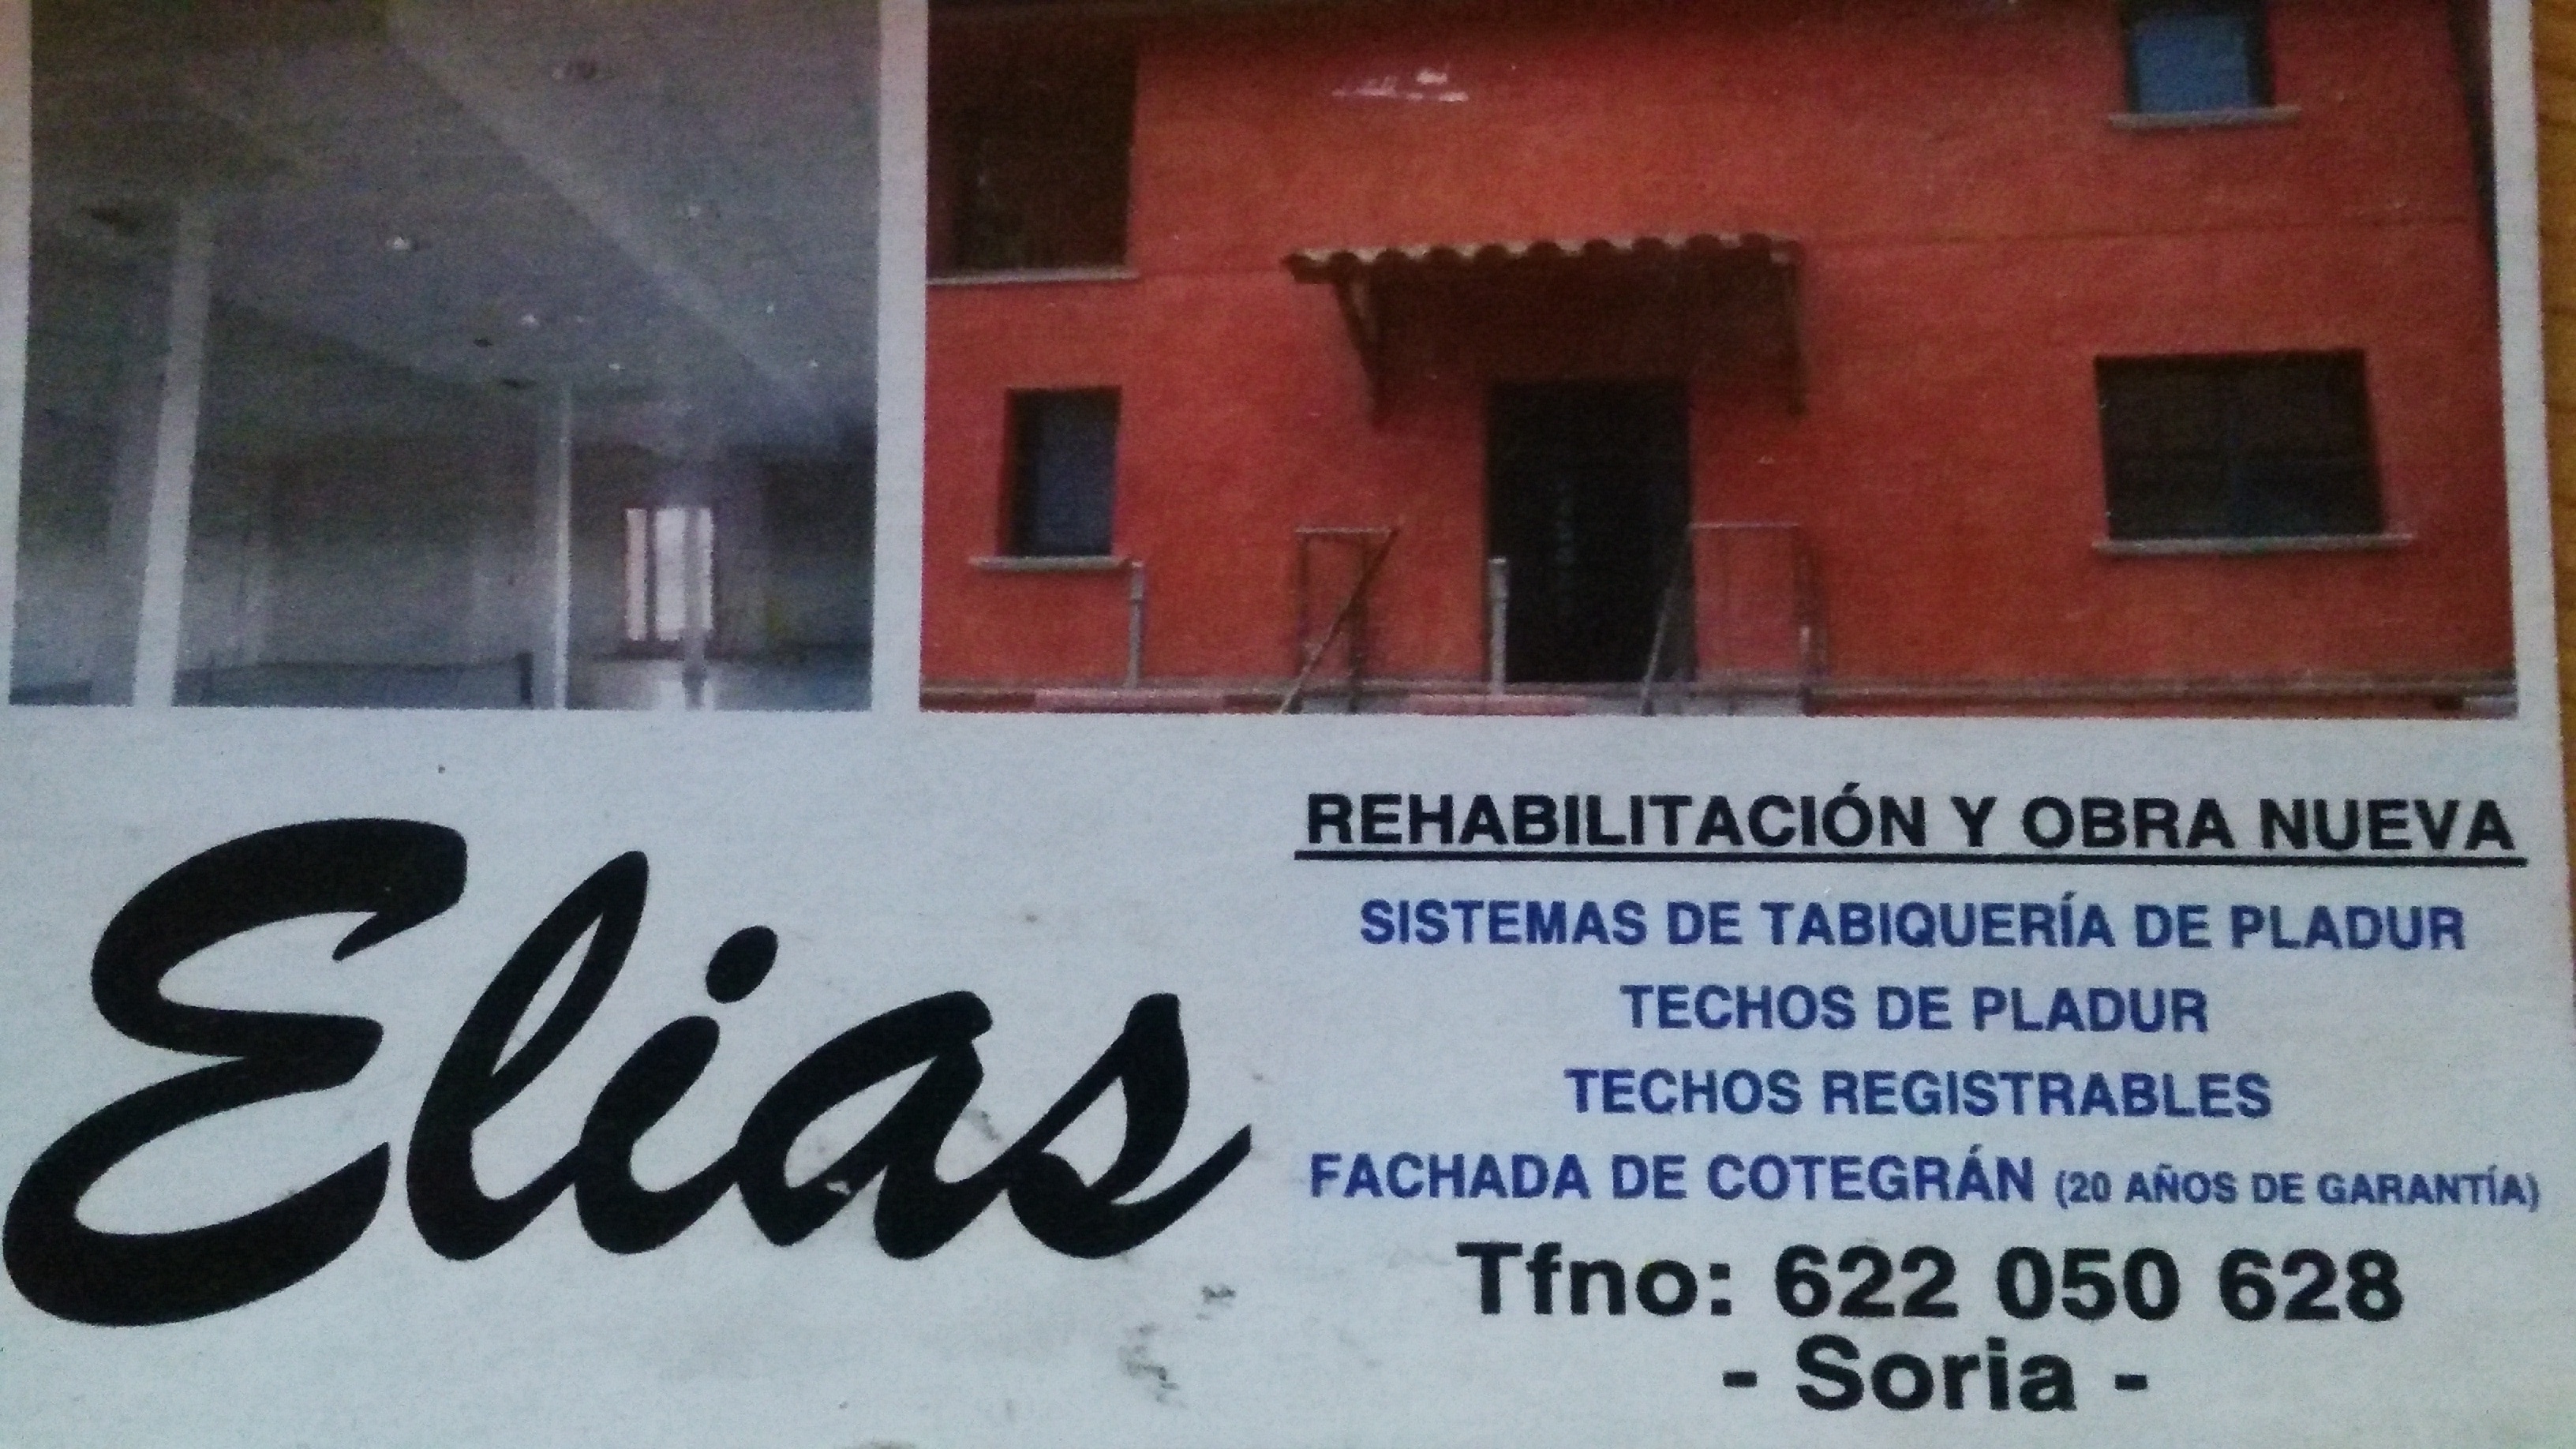 Elias
REHABILITACIÓN Y OBRA NUEVA
SISTEMAS DE TABIQUERÍA DE PLADUR
TECHOS DE PLADUR
TECHOS REGISTRABLES
FACHADA DE COTEGRÁN (20 AÑOS DE GARANTÍA)
Tfno: 622 050 628
- Soria -